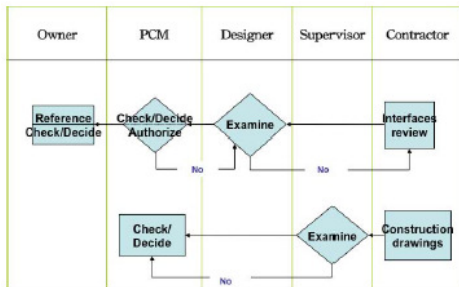 Owner PCM Designer Supervisor Contractor
Reference
Check/Decide
Check/Decide
Authorize
Examine
Interfaces
review
No
No
Check/
Decide
Examine
Construction
drawings
No